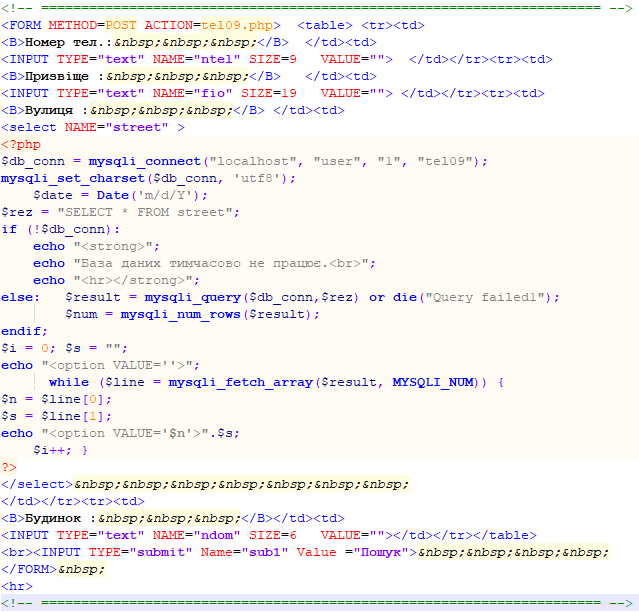 <!-- ====================================================================== -->
<FORM METHOD=POST ACTION=tel09.php>  <table> <tr><td>
<B>Номер тел.:&nbsp;&nbsp;&nbsp;</B>  </td><td>
<INPUT TYPE="text" NAME="ntel" SIZE=9   VALUE="">  </td></tr><tr><td>
<B>Призвіще :&nbsp;&nbsp;&nbsp;</B>   </td><td>
<INPUT TYPE="text" NAME="fio" SIZE=19   VALUE=""> </td></tr><tr><td>
<B>Вулиця :&nbsp;&nbsp;&nbsp;</B> </td><td>
<select NAME="street" >
<?php
$db_conn = mysqli_connect("localhost", "user", "1", "tel09");
mysqli_set_charset($db_conn, 'utf8');
    $date = Date('m/d/Y');
$rez = "SELECT * FROM street";
if (!$db_conn):
    echo "<strong>";
    echo "База даних тимчасово не працює.<br>";
    echo "<hr></strong>";
else:   $result = mysqli_query($db_conn,$rez) or die("Query failed1");
        $num = mysqli_num_rows($result);
endif;
$i = 0; $s = "";
echo "<option VALUE=''>";
      while ($line = mysqli_fetch_array($result, MYSQLI_NUM)) {
$n = $line[0];
$s = $line[1];
echo "<option VALUE='$n'>".$s;
    $i++; }
?>
</select>&nbsp;&nbsp;&nbsp;&nbsp;&nbsp;&nbsp;&nbsp;
</td></tr><tr><td>
<B>Будинок :&nbsp;&nbsp;&nbsp;</B></td><td>
<INPUT TYPE="text" NAME="ndom" SIZE=6   VALUE=""></td></tr></table>
<br><INPUT TYPE="submit" Name="sub1" Value ="Пошук">&nbsp;&nbsp;&nbsp;&nbsp;
</FORM>&nbsp;
<hr>
<!-- ====================================================================== -->